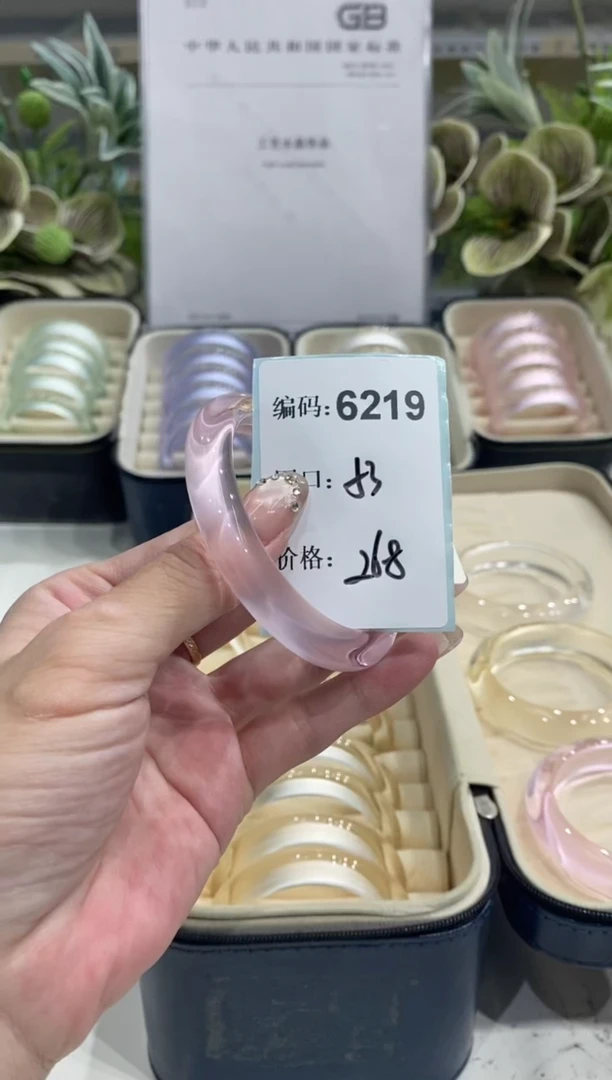 GB
中华人民共和国国家标准
编码: 6219
口: 53
价格: 268